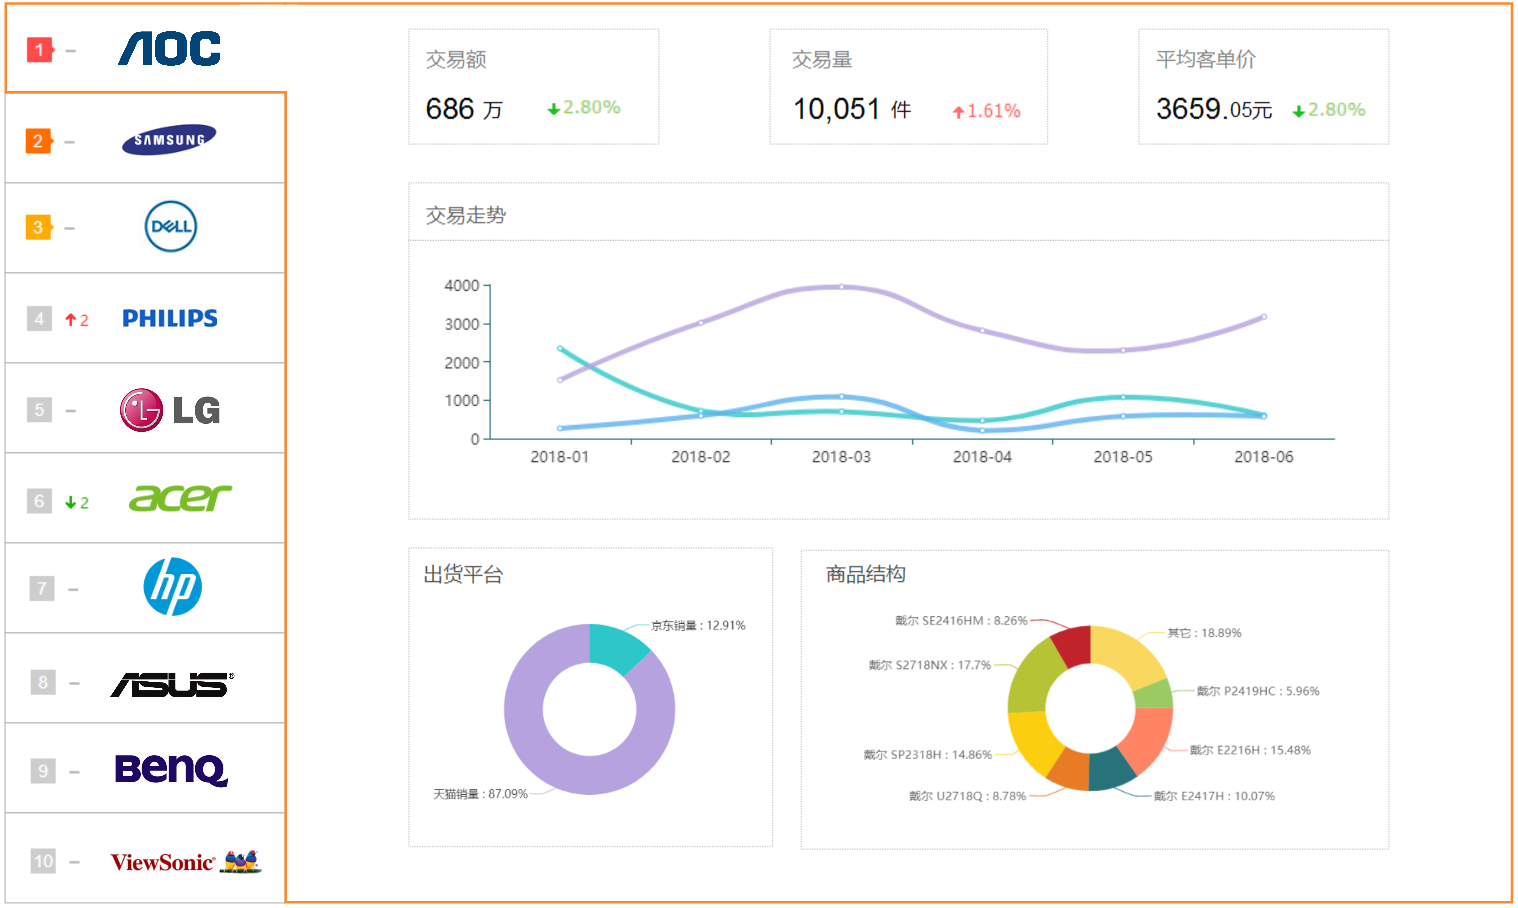 1
AOC
2
SAMSUNG
3
DELL
4 2
PHILIPS
5
LG
6 2
acer
7
hp
8
ASUS®
9
BenQ
10
ViewSonic®
交易额
686 万 2.80%
交易量
10,051 件 1.61%
平均客单价
3659.05元 2.80%
交易走势
4000
3000
2000
1000
0
2018-01 2018-02 2018-03 2018-04 2018-05 2018-06
出货平台
京东销量 : 12.91%
天猫销量 : 87.09%
商品结构
戴尔 SE2416HM : 8.26%
其它 : 18.89%
戴尔 S2718NX : 17.7%
戴尔 P2419HC : 5.96%
戴尔 SP2318H : 14.86%
戴尔 E2216H : 15.48%
戴尔 U2718Q : 8.78%
戴尔 E2417H : 10.07%